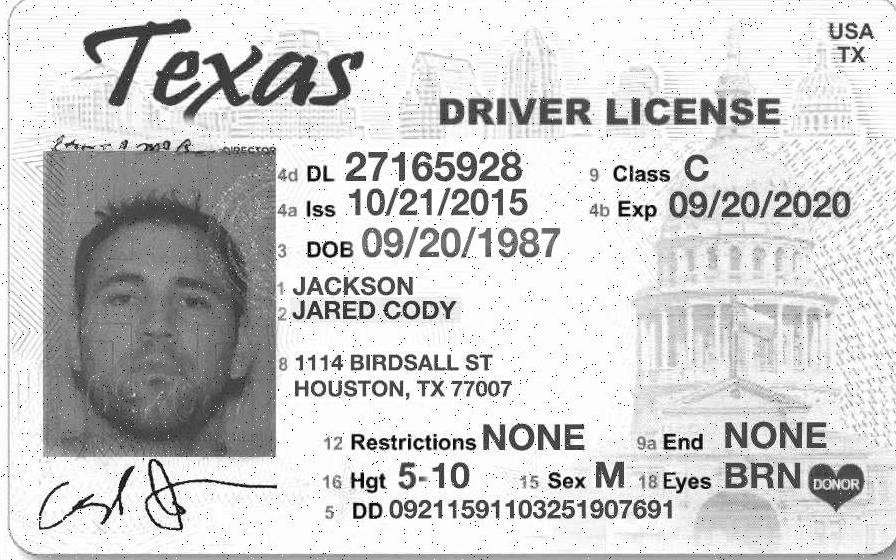 Texas
USA
TX
DRIVER LICENSE
DIRECTOR
4d DL 27165928 9 Class C
4a Iss 10/21/2015 4b Exp 09/20/2020
3 DOB 09/20/1987
1 JACKSON
2 JARED CODY
8 1114 BIRDSALL ST
HOUSTON, TX 77007
12 Restrictions NONE 9a End NONE
16 Hgt 5-10 15 Sex M 18 Eyes BRN DONOR
5 DD 09211591103251907691